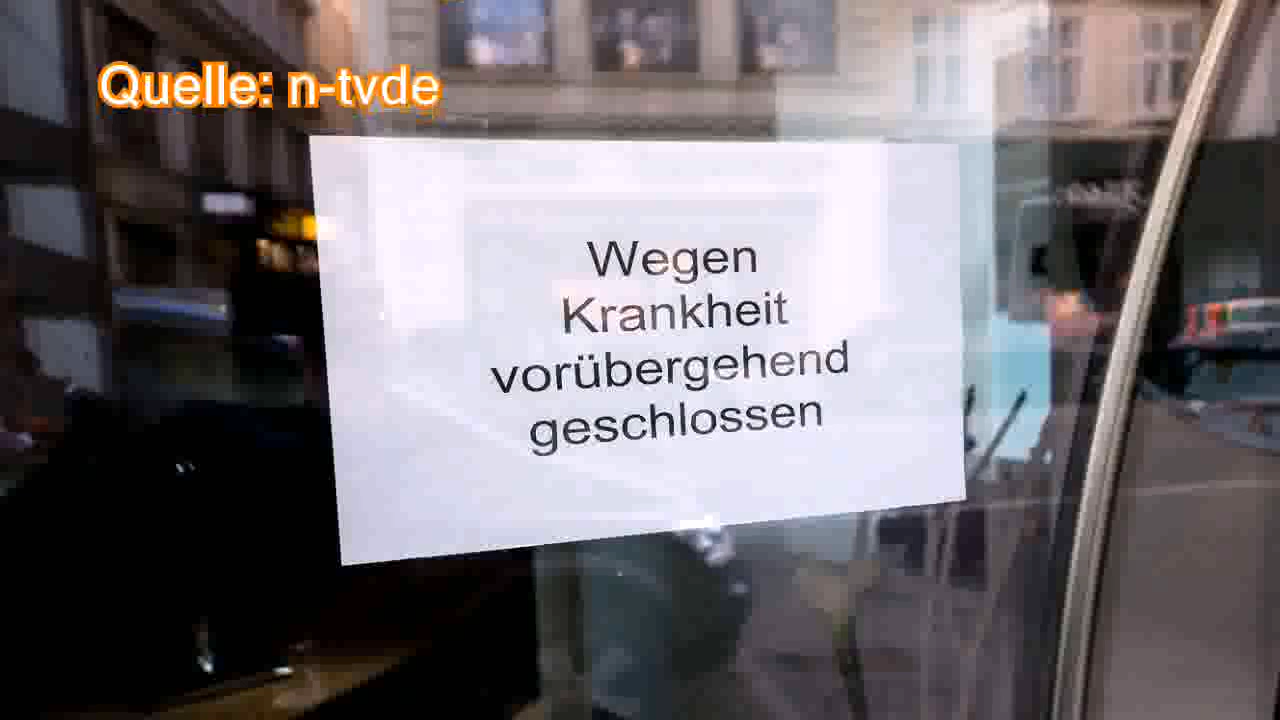 Quelle: n-tvde
Wegen
Krankheit
vorübergehend
geschlossen